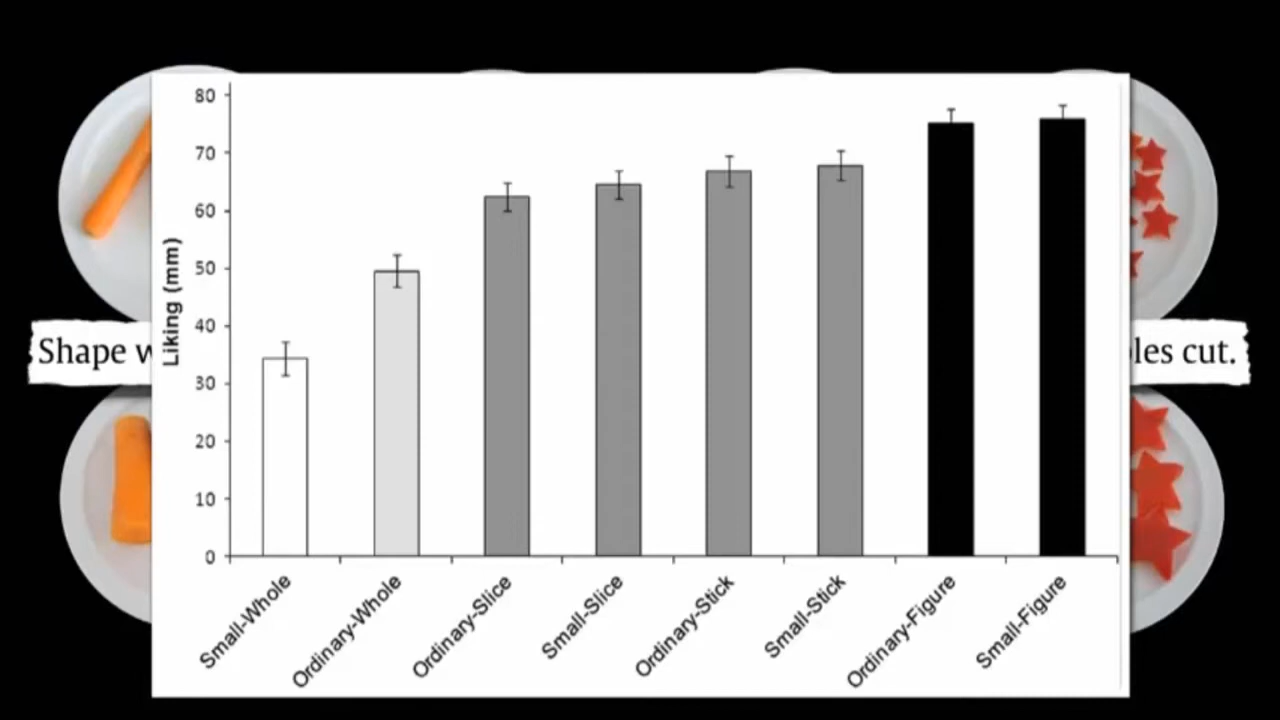 80
70
60
50
40
30
20
10
0
Liking (mm)
Small-Whole
Ordinary-Whole
Ordinary-Slice
Small-Slice
Ordinary-Stick
Small-Stick
Ordinary-Figure
Small-Figure
Shape
cut.